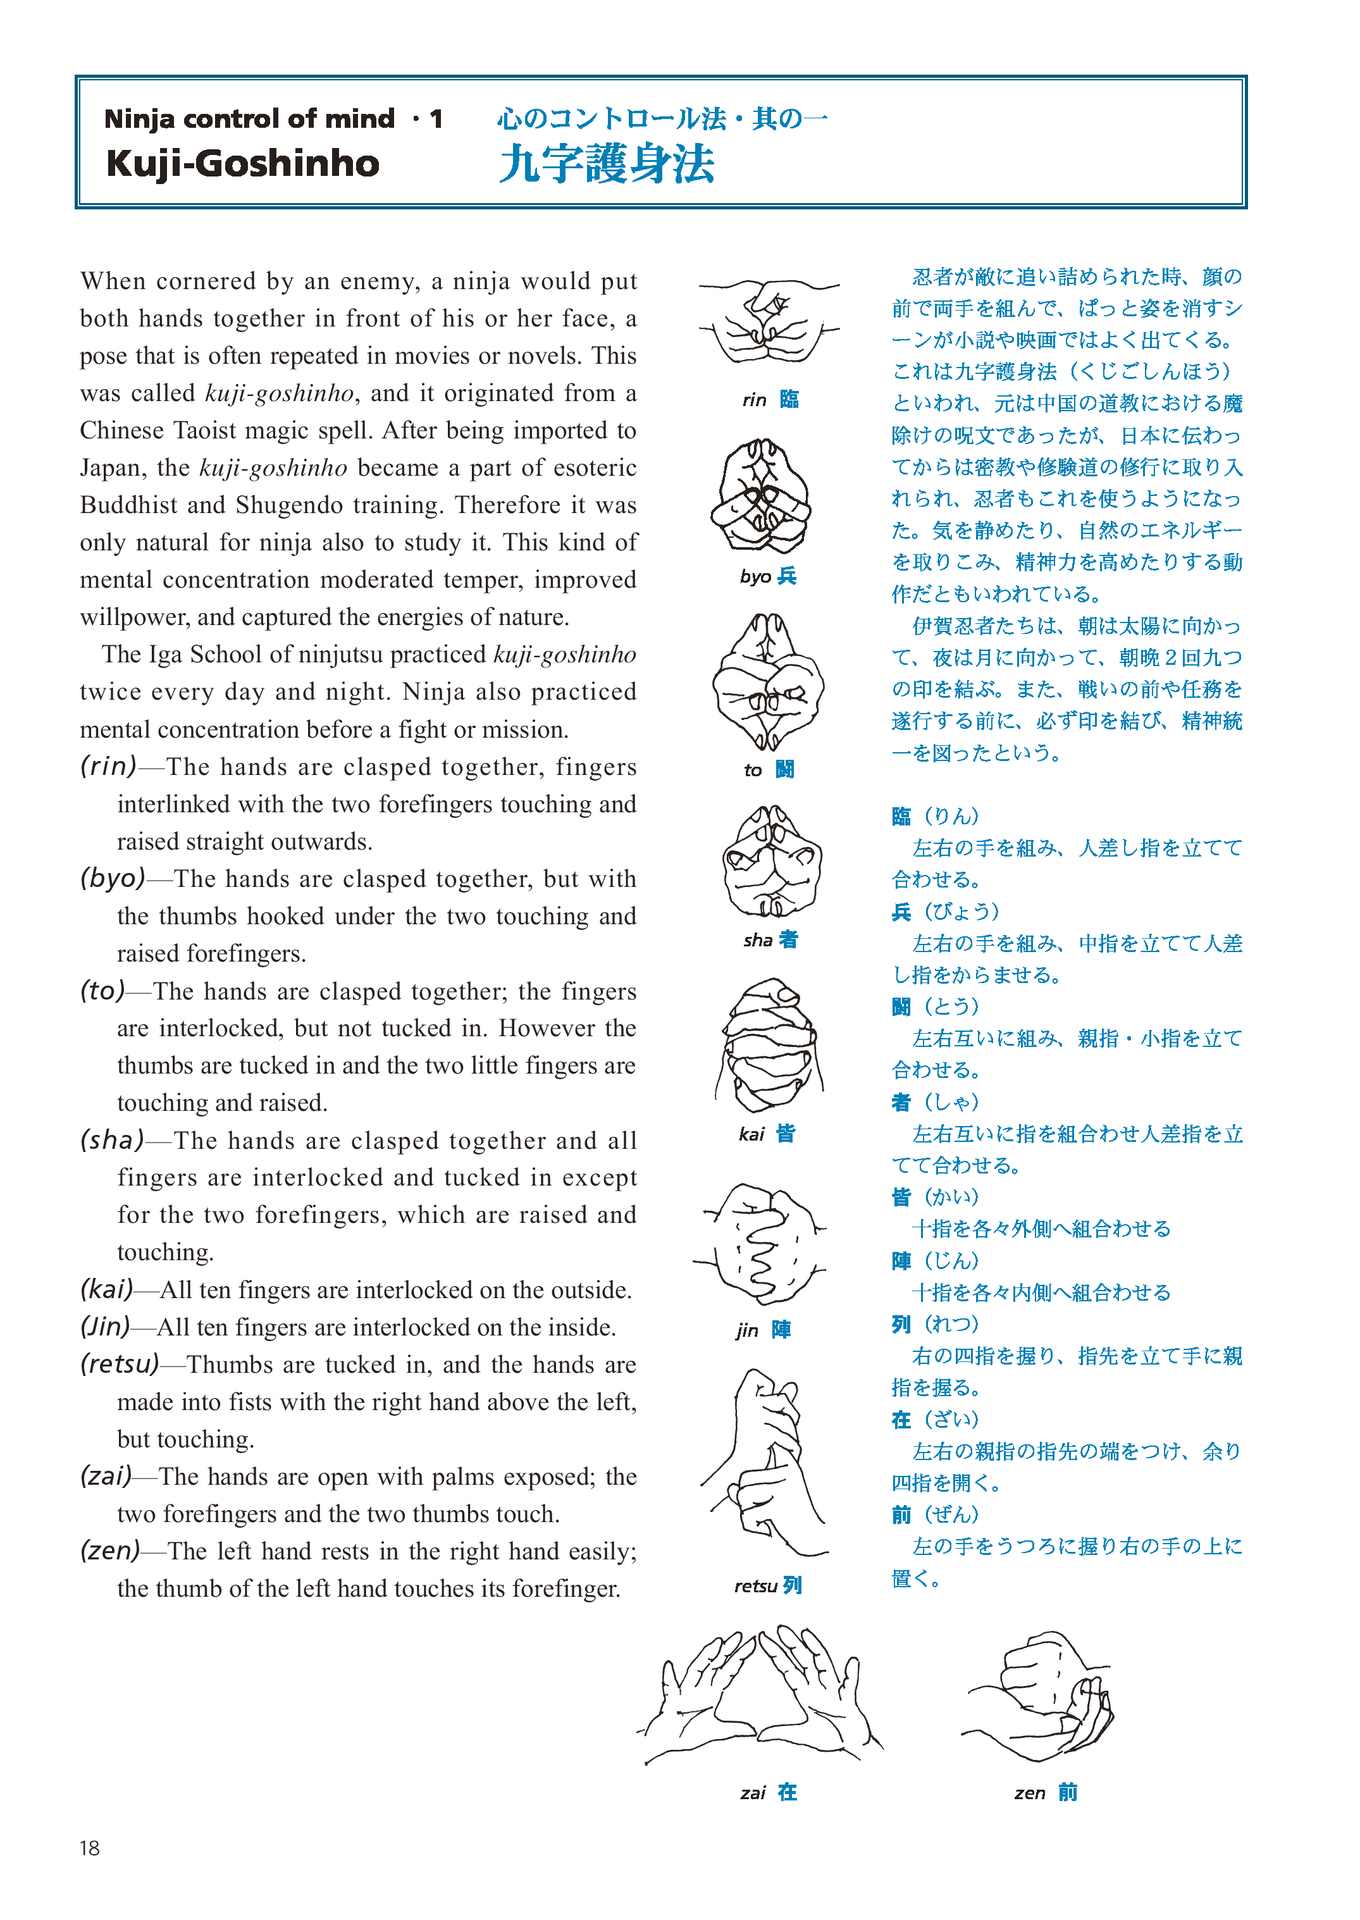 Ninja control of mind ・1
Kuji-Goshinho
心のコントロール法・其の一
九字護身法
When cornered by an enemy, a ninja would put
both hands together in front of his or her face, a
pose that is often repeated in movies or novels. This
was called kuji-goshinho, and it originated from a
Chinese Taoist magic spell. After being imported to
Japan, the kuji-goshinho became a part of esoteric
Buddhist and Shugendo training. Therefore it was
only natural for ninja also to study it. This kind of
mental concentration moderated temper, improved
willpower, and captured the energies of nature.
The Iga School of ninjutsu practiced kuji-goshinho
twice every day and night. Ninja also practiced
mental concentration before a fight or mission.
(rin)—The hands are clasped together, fingers
interlinked with the two forefingers touching and
raised straight outwards.
(byo)—The hands are clasped together, but with
the thumbs hooked under the two touching and
raised forefingers.
(to)—The hands are clasped together; the fingers
are interlocked, but not tucked in. However the
thumbs are tucked in and the two little fingers are
touching and raised.
(sha)—The hands are clasped together and all
fingers are interlocked and tucked in except
for the two forefingers, which are raised and
touching.
(kai)—All ten fingers are interlocked on the outside.
(Jin)—All ten fingers are interlocked on the inside.
(retsu)—Thumbs are tucked in, and the hands are
made into fists with the right hand above the left,
but touching.
(zai)—The hands are open with palms exposed; the
two forefingers and the two thumbs touch.
(zen)—The left hand rests in the right hand easily;
the thumb of the left hand touches its forefinger.
rin 臨
byo 兵
to 闘
sha 者
kai 皆
jin 陣
retsu 列
zai 在
zen 前
忍者が敵に追い詰められた時、顔の
前で両手を組んで、ぱっと姿を消すシ
ーンが小説や映画ではよく出てくる。
これは九字護身法（くじごしんほう）
といわれ、元は中国の道教における魔
除けの呪文であったが、日本に伝わっ
てからは密教や修験道の修行に取り入
れられ、忍者もこれを使うようになっ
た。気を静めたり、自然のエネルギー
を取りこみ、精神力を高めたりする動
作だともいわれている。
伊賀忍者たちは、朝は太陽に向かっ
て、夜は月に向かって、朝晩２回九つ
の印を結ぶ。また、戦いの前や任務を
遂行する前に、必ず印を結び、精神統
一を図ったという。
臨（りん）
左右の手を組み、人差し指を立てて
合わせる。
兵（びょう）
左右の手を組み、中指を立てて人差
し指をからませる。
闘（とう）
左右互いに組み、親指・小指を立て
合わせる。
者（しゃ）
左右互いに指を組合わせ人差指を立
てて合わせる。
皆（かい）
十指を各々外側へ組合わせる
陣（じん）
十指を各々内側へ組合わせる
列（れつ）
右の四指を握り、指先を立て手に親
指を握る。
在（ざい）
左右の親指の指先の端をつけ、余り
四指を開く。
前（ぜん）
左の手をうつろに握り右の手の上に
置く。
18